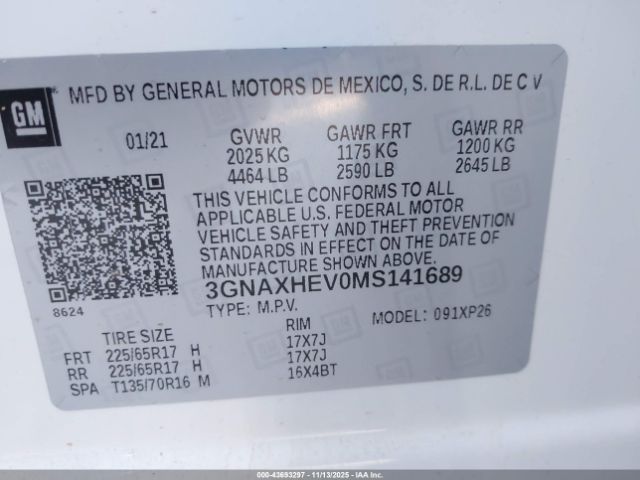 GM
MFD BY GENERAL MOTORS DE MEXICO, S. DE R.L. DE C V
01/21 GVWR GAWR FRT GAWR RR
2025 KG 1175 KG 1200 KG
4464 LB 2590 LB 2645 LB
THIS VEHICLE CONFORMS TO ALL
APPLICABLE U.S. FEDERAL MOTOR
VEHICLE SAFETY AND THEFT PREVENTION
STANDARDS IN EFFECT ON THE DATE OF
MANUFACTURE SHOWN ABOVE.
3GNAXHEV0MS141689
8624
TYPE: M.P.V. MODEL: 091XP26
TIRE SIZE RIM
FRT 225/65R17 H 17X7J
RR 225/65R17 H 17X7J
SPA T135/70R16 M 16X4BT
000-43693297 - 11/13/2025 - IAAI.COM